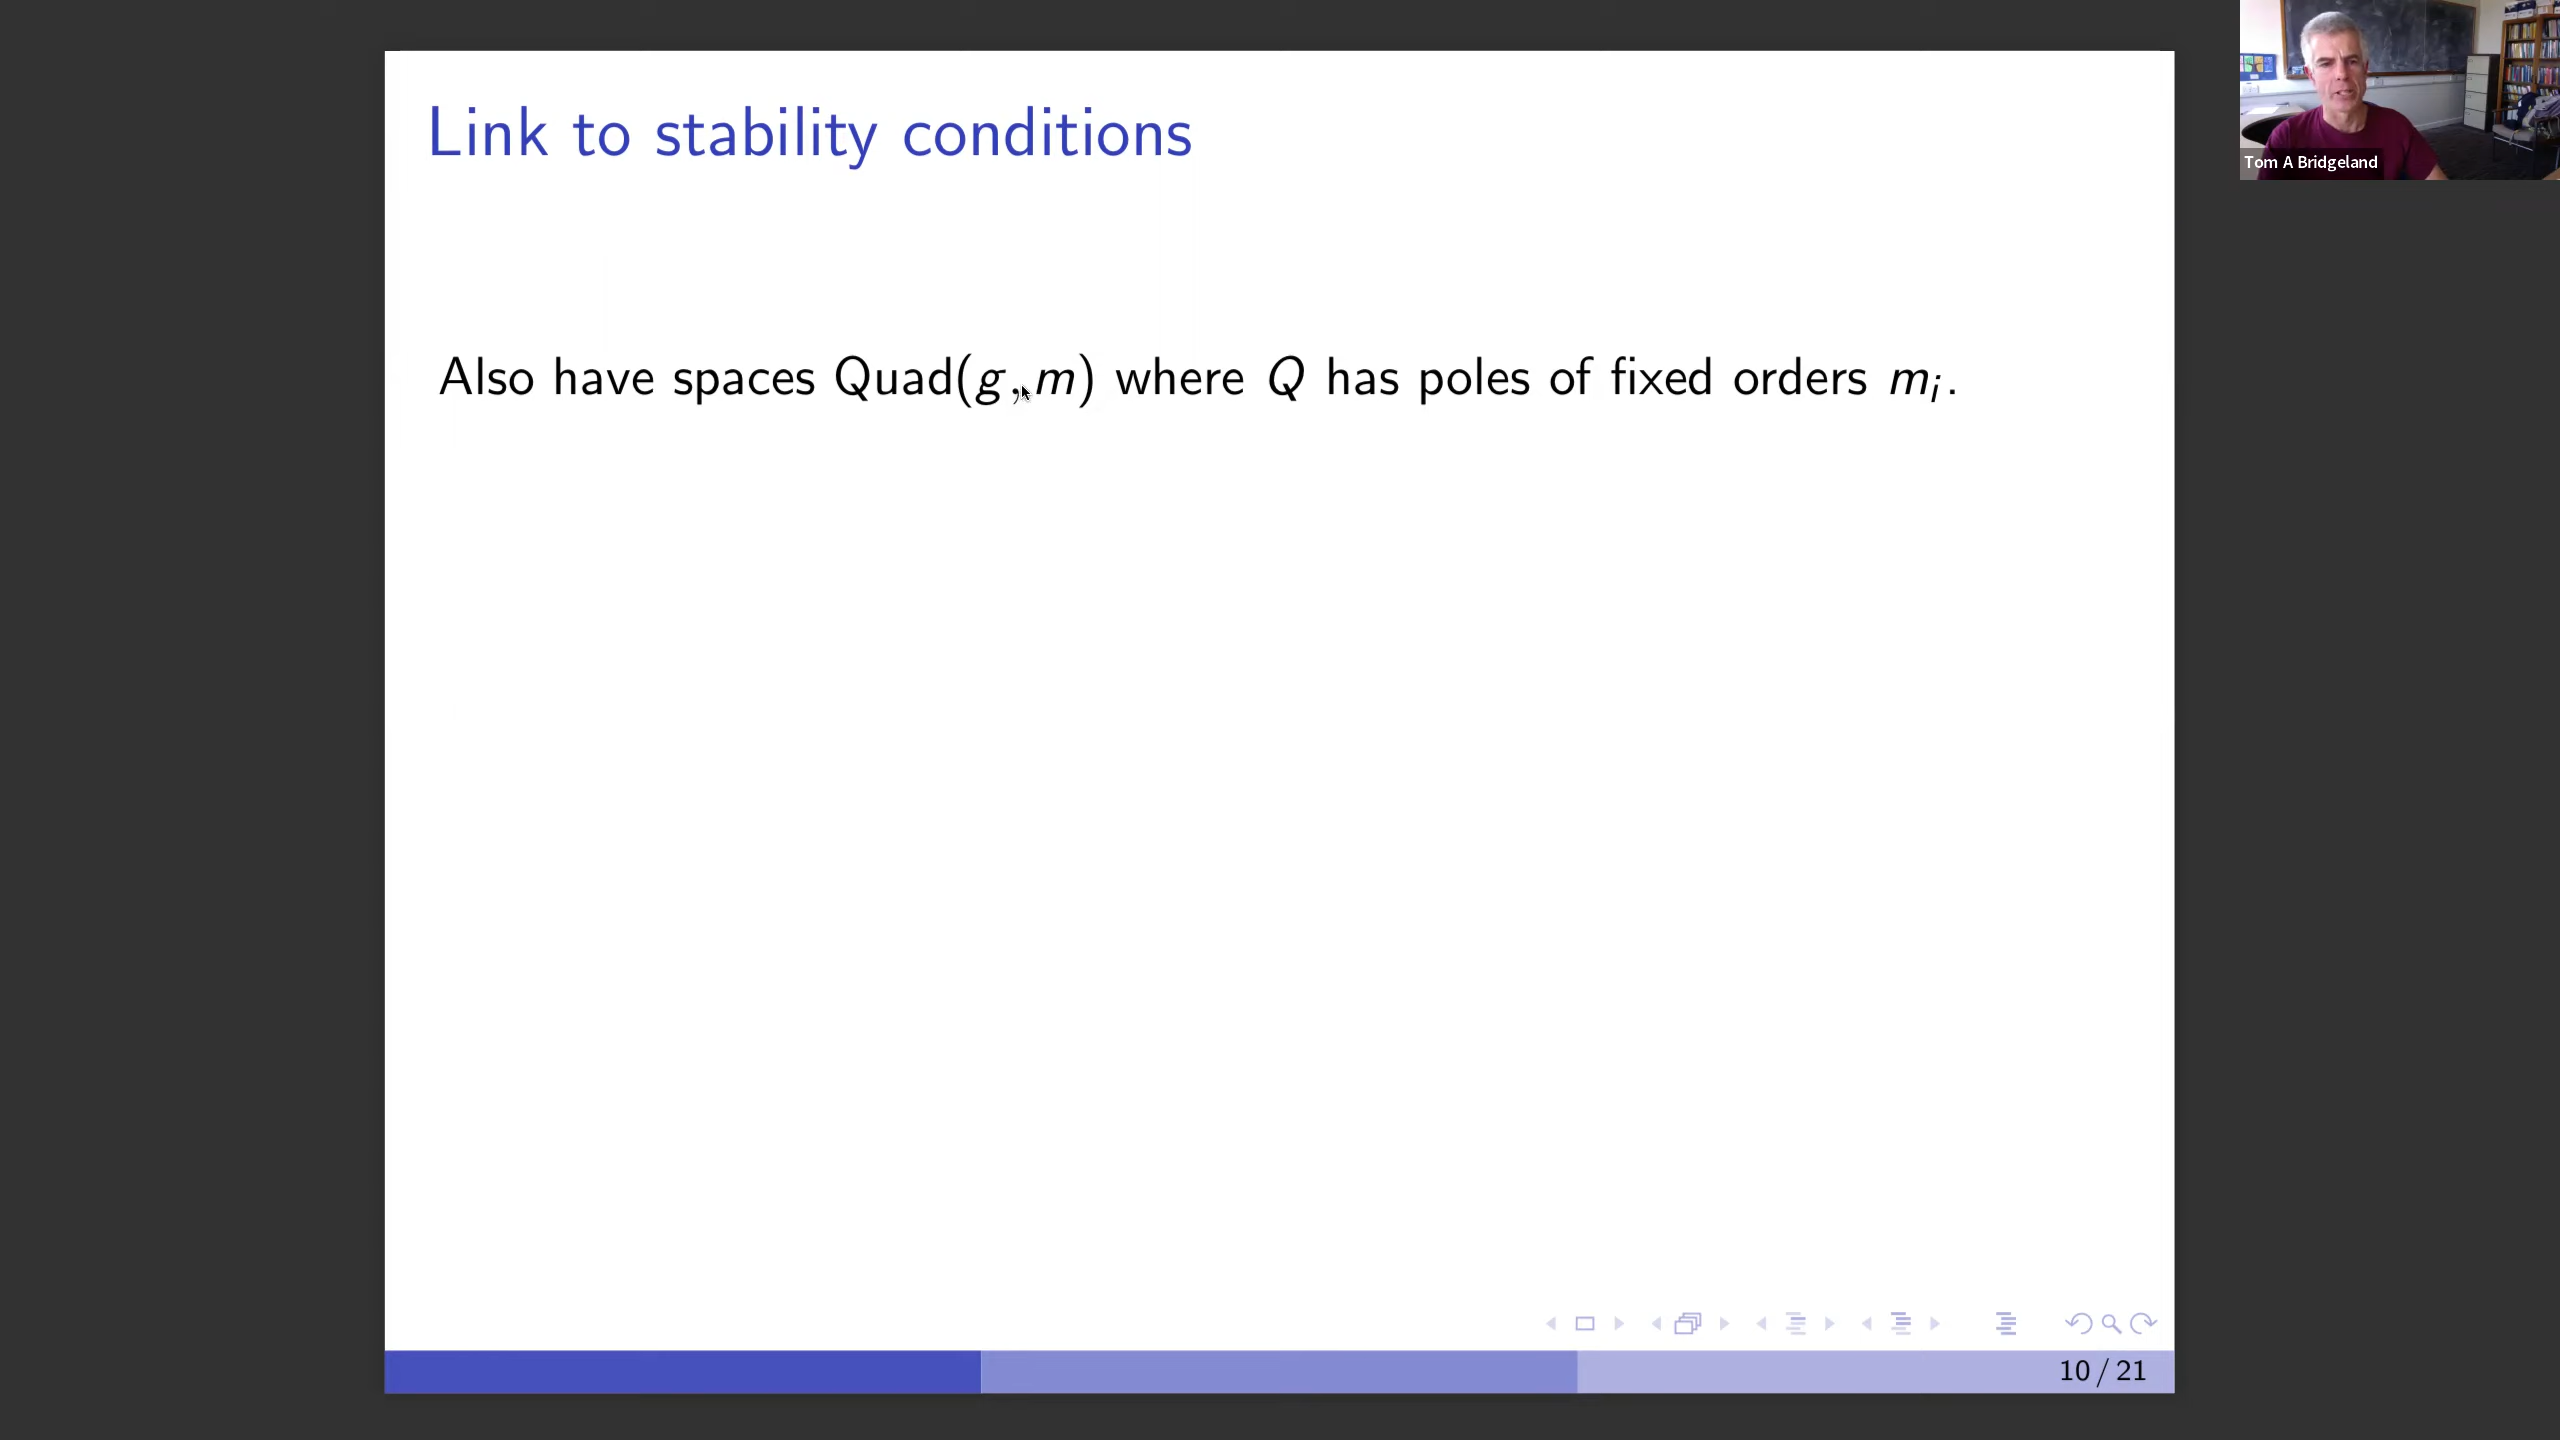 Link to stability conditions
Tom A Bridgeland
Also have spaces Quad(g, m) where Q has poles of fixed orders mᵢ.
10 / 21